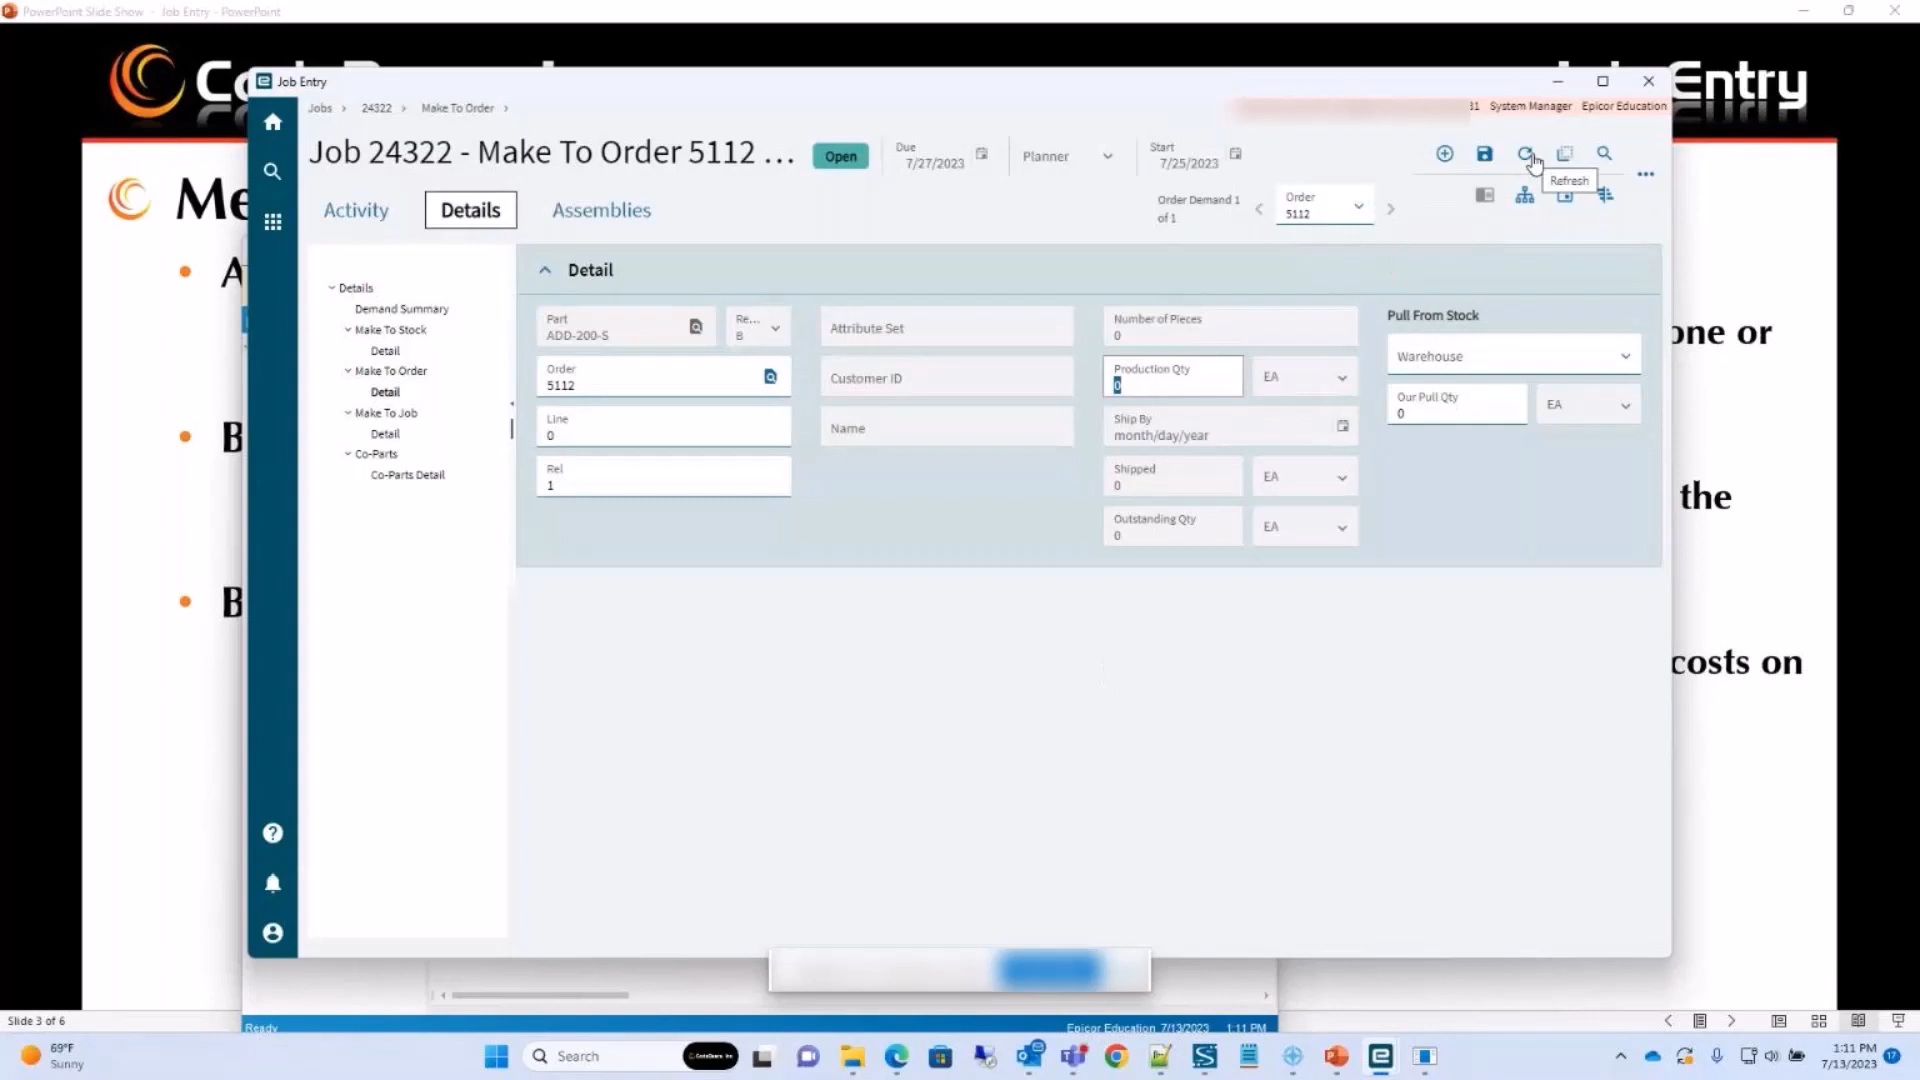 PowerPoint Slide Show - Job Entry - PowerPoint
Entry
Job Entry
Jobs > 24322 > Make To Order >
31 System Manager Epicor Education
Job 24322 - Make To Order 5112 ...
Open
Due
7/27/2023
Planner
Start
7/25/2023
Refresh
Activity
Details
Assemblies
Order Demand 1
of 1
Order
5112
Me
A
B
B
one or
the
costs on
Details
Demand Summary
Make To Stock
Detail
Make To Order
Detail
Make To Job
Detail
Co-Parts
Co-Parts Detail
Detail
Part
ADD-200-S
Re...
B
Order
5112
Line
0
Rel
1
Attribute Set
Customer ID
Name
Number of Pieces
0
Production Qty
0
EA
Ship By
month/day/year
Shipped
0
EA
Outstanding Qty
0
EA
Pull From Stock
Warehouse
Our Pull Qty
0
EA
Slide 3 of 6
Ready
Epicor Education 7/13/2023 1:11 PM
69°F
Sunny
Search
1:11 PM
7/13/2023
17